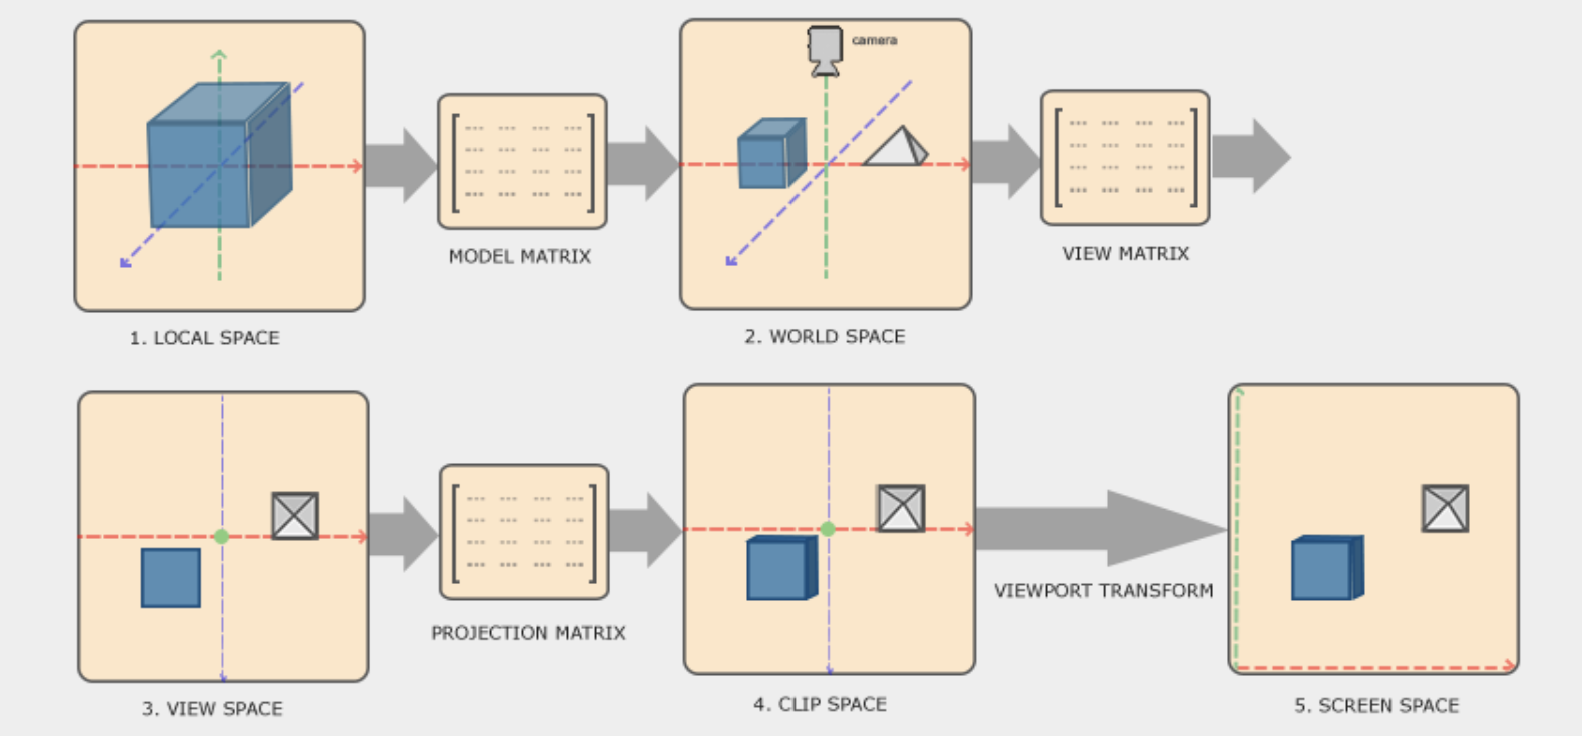 camera
MODEL MATRIX
VIEW MATRIX
1. LOCAL SPACE
2. WORLD SPACE
PROJECTION MATRIX
VIEWPORT TRANSFORM
3. VIEW SPACE
4. CLIP SPACE
5. SCREEN SPACE